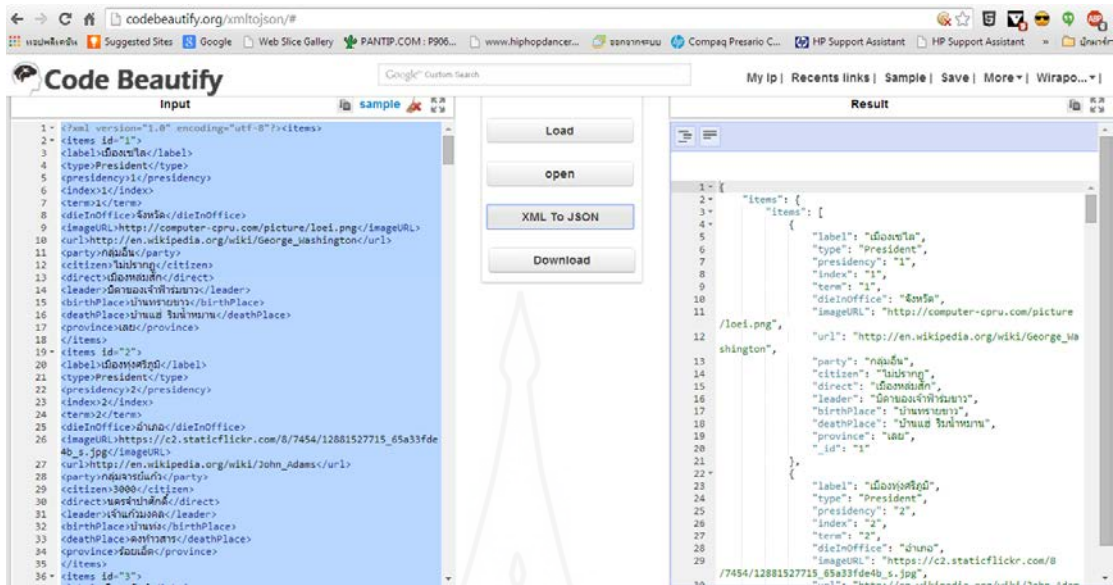 codebeautify.org/xmltojson/#
Suggested Sites Google Web Slice Gallery PANTIP.COM : P906... www.hiphopdancer... Compaq Presario C... HP Support Assistant HP Support Assistant »
Code Beautify
Google™ Custom Search
My Ip | Recents links | Sample | Save | More | Wirapo... |
Input
sample
1 <?xml version="1.0" encoding="utf-8"?><items>
2 <items id="1">
3 <label>เมืองเซไล</label>
4 <type>President</type>
5 <presidency>1</presidency>
6 <index>1</index>
7 <term>1</term>
8 <dieInOffice>จังหวัด</dieInOffice>
9 <imageURL>http://computer-cpru.com/picture/loei.png</imageURL>
10 <url>http://en.wikipedia.org/wiki/George_Washington</url>
11 <party>กลุ่มอื่น</party>
12 <citizen>ไม่ปรากฎ</citizen>
13 <direct>เมืองหล่มสัก</direct>
14 <leader>บิดาของเจ้าฟ้าร่มขาว</leader>
15 <birthPlace>บ้านทรายขาว</birthPlace>
16 <deathPlace>บ้านแฮ่ ริมน้ำหมาน</deathPlace>
17 <province>เลย</province>
18 </items>
19 <items id="2">
20 <label>เมืองทุ่งศรีภูมิ</label>
21 <type>President</type>
22 <presidency>2</presidency>
23 <index>2</index>
24 <term>2</term>
25 <dieInOffice>อำเภอ</dieInOffice>
26 <imageURL>https://c2.staticflickr.com/8/7454/12881527715_65a33fde
4b_s.jpg</imageURL>
27 <url>http://en.wikipedia.org/wiki/John_Adams</url>
28 <party>กลุ่มจารย์แก้ว</party>
29 <citizen>3000</citizen>
30 <direct>นครจำปาศักดิ์</direct>
31 <leader>เจ้าแก้วมงคล</leader>
32 <birthPlace>บ้านท่ง</birthPlace>
33 <deathPlace>ดงท้าวสาร</deathPlace>
34 <province>ร้อยเอ็ด</province>
35 </items>
36 <items id="3">
Load
open
XML To JSON
Download
Result
1 {
2 "items": {
3 "items": [
4 {
5 "label": "เมืองเซไล",
6 "type": "President",
7 "presidency": "1",
8 "index": "1",
9 "term": "1",
10 "dieInOffice": "จังหวัด",
11 "imageURL": "http://computer-cpru.com/picture
/loei.png",
12 "url": "http://en.wikipedia.org/wiki/George_Wa
shington",
13 "party": "กลุ่มอื่น",
14 "citizen": "ไม่ปรากฎ",
15 "direct": "เมืองหล่มสัก",
16 "leader": "บิดาของเจ้าฟ้าร่มขาว",
17 "birthPlace": "บ้านทรายขาว",
18 "deathPlace": "บ้านแฮ่ ริมน้ำหมาน",
19 "province": "เลย",
20 "_id": "1"
21 },
22 {
23 "label": "เมืองทุ่งศรีภูมิ",
24 "type": "President",
25 "presidency": "2",
26 "index": "2",
27 "term": "2",
28 "dieInOffice": "อำเภอ",
29 "imageURL": "https://c2.staticflickr.com/8
/7454/12881527715_65a33fde4b_s.jpg",